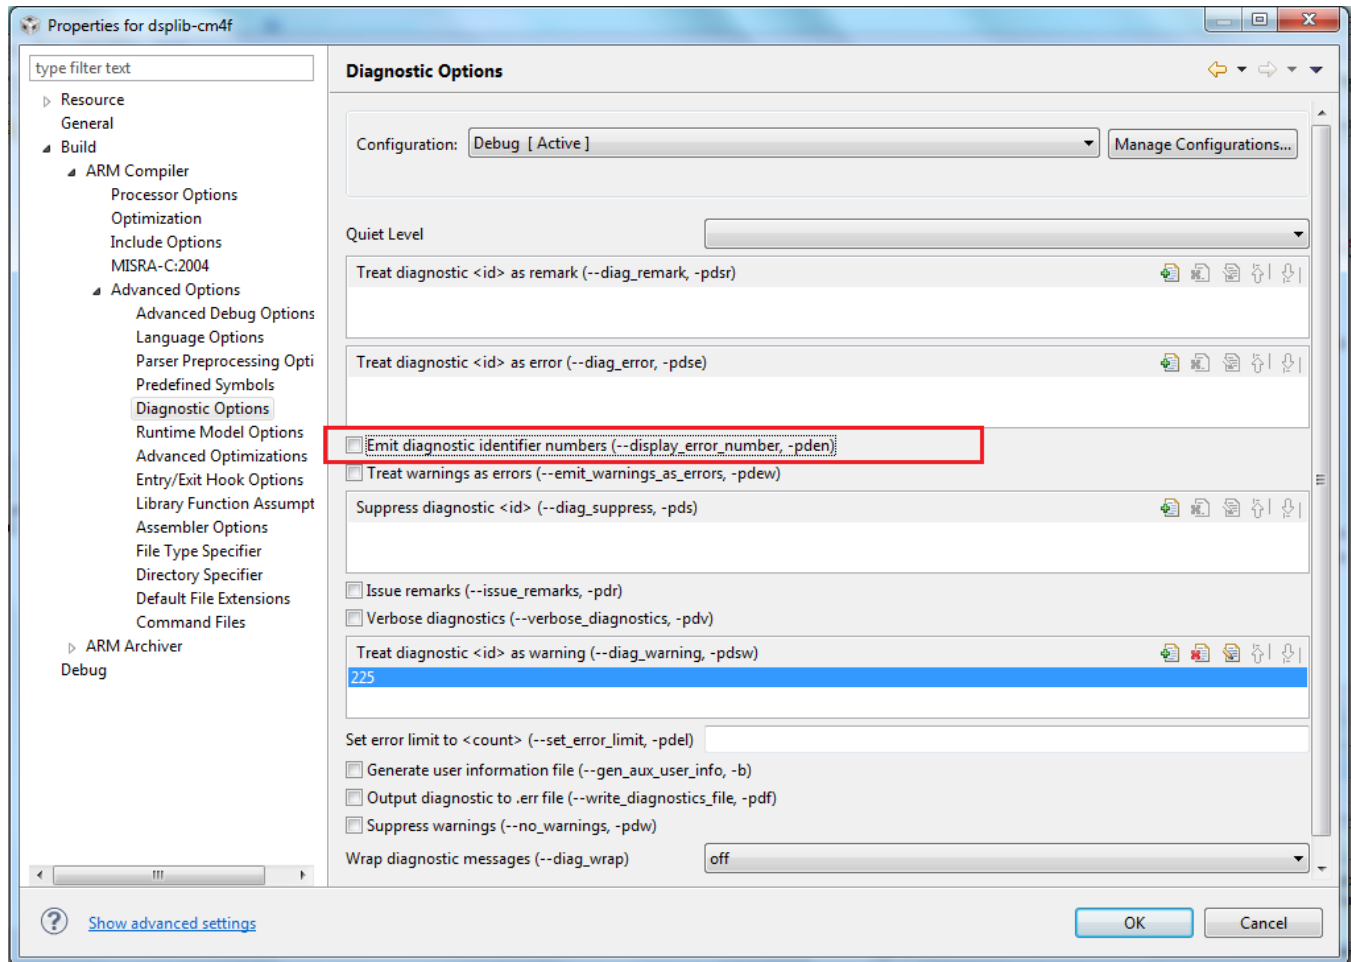 Properties for dsplib-cm4f
type filter text
Resource
General
Build
ARM Compiler
Processor Options
Optimization
Include Options
MISRA-C:2004
Advanced Options
Advanced Debug Options
Language Options
Parser Preprocessing Opti
Predefined Symbols
Diagnostic Options
Runtime Model Options
Advanced Optimizations
Entry/Exit Hook Options
Library Function Assumpt
Assembler Options
File Type Specifier
Directory Specifier
Default File Extensions
Command Files
ARM Archiver
Debug
Diagnostic Options
Configuration: Debug [ Active ] Manage Configurations...
Quiet Level
Treat diagnostic <id> as remark (--diag_remark, -pdsr)
Treat diagnostic <id> as error (--diag_error, -pdse)
Emit diagnostic identifier numbers (--display_error_number, -pden)
Treat warnings as errors (--emit_warnings_as_errors, -pdew)
Suppress diagnostic <id> (--diag_suppress, -pds)
Issue remarks (--issue_remarks, -pdr)
Verbose diagnostics (--verbose_diagnostics, -pdv)
Treat diagnostic <id> as warning (--diag_warning, -pdsw)
225
Set error limit to <count> (--set_error_limit, -pdel)
Generate user information file (--gen_aux_user_info, -b)
Output diagnostic to .err file (--write_diagnostics_file, -pdf)
Suppress warnings (--no_warnings, -pdw)
Wrap diagnostic messages (--diag_wrap) off
Show advanced settings
OK Cancel